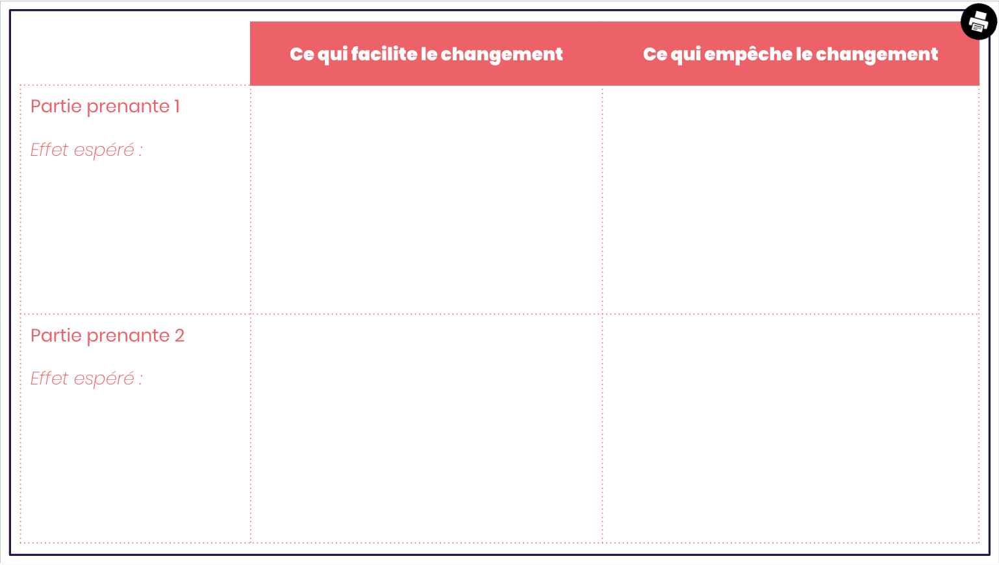 Ce qui facilite le changement
Ce qui empêche le changement
Partie prenante 1
Effet espéré :
Partie prenante 2
Effet espéré :